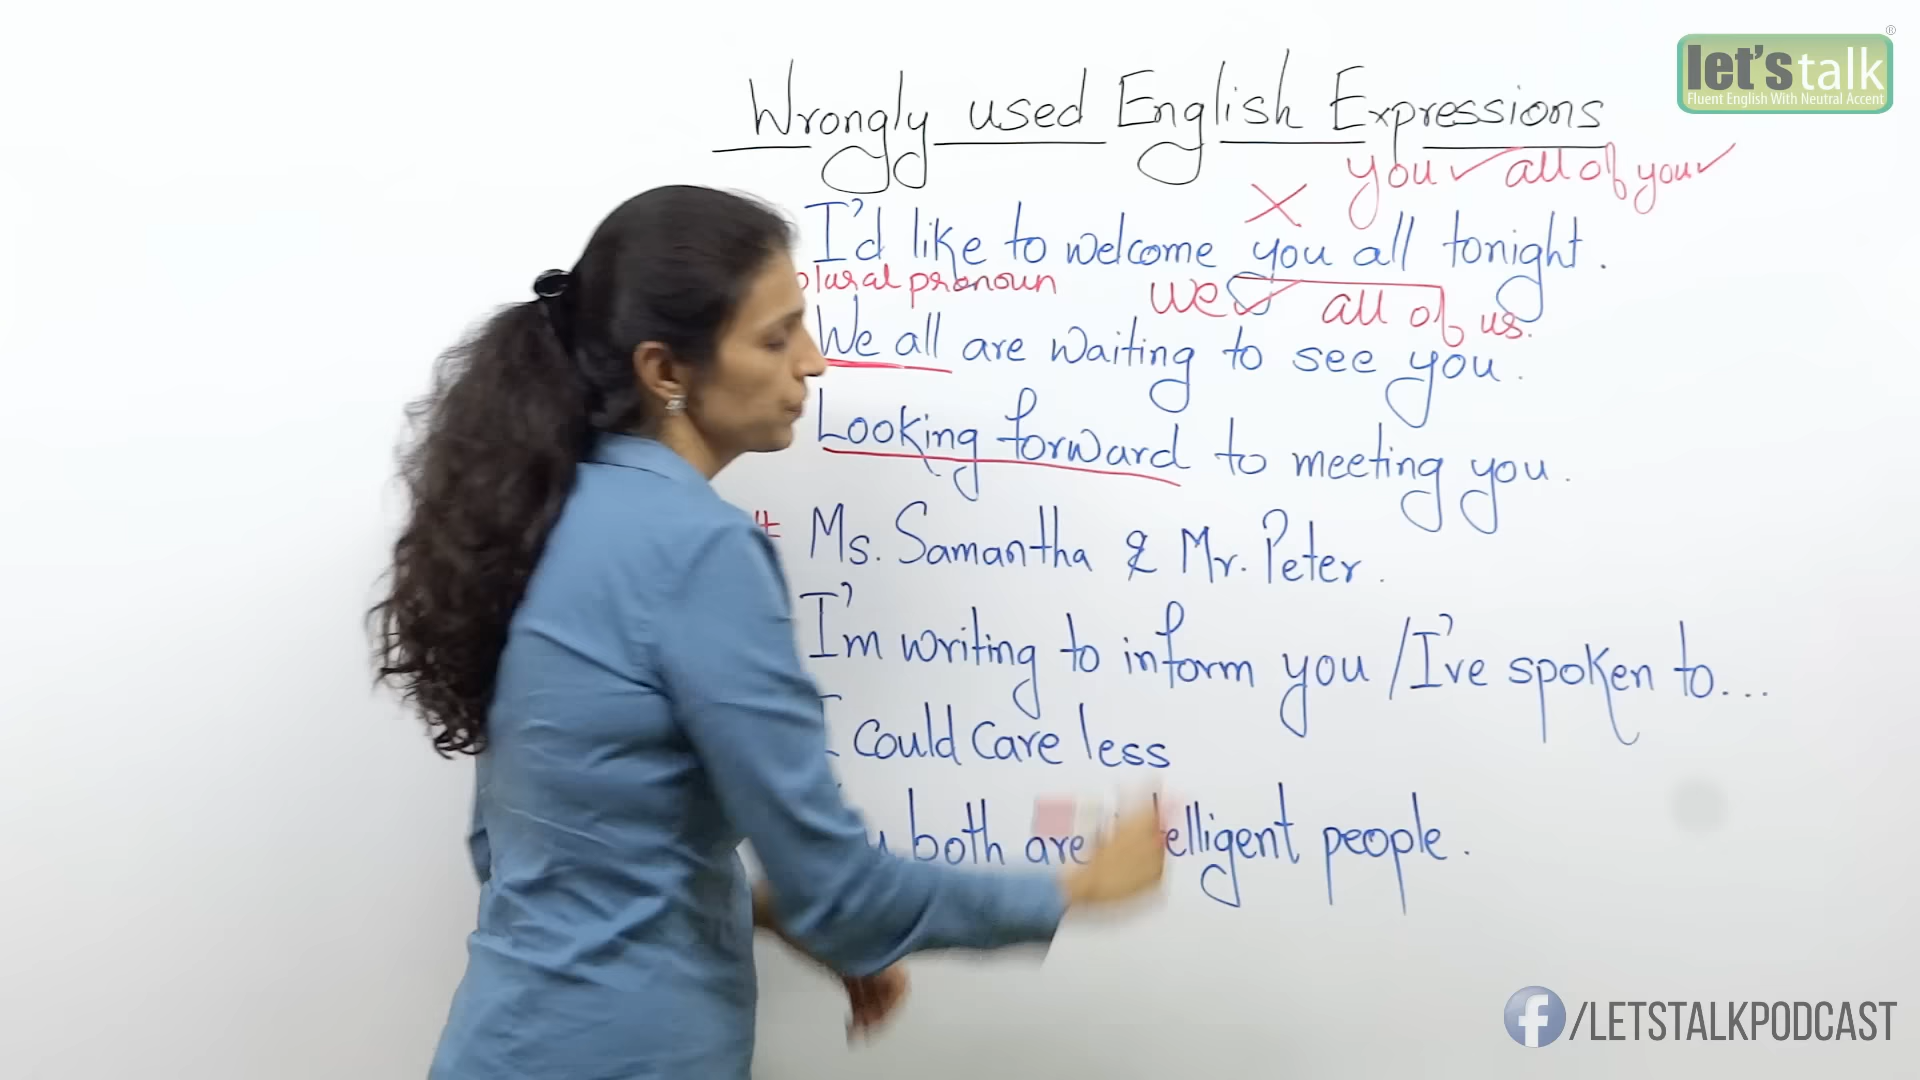 let's talk ®
Fluent English With Neutral Accent
Wrongly used English Expressions
you ✓ all of you ✓
X
I'd like to welcome you all tonight.
plural pronoun we ✓ all of us.
We all are waiting to see you.
Looking forward to meeting you.
Ms. Samantha & Mr. Peter.
I'm writing to inform you / I've spoken to...
I could care less
both are intelligent people.
f/LETSTALKPODCAST